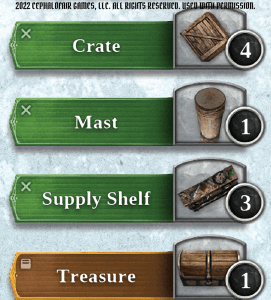 2022 CEPHALOFAIR GAMES, LLC. ALL RIGHTS RESERVED. USED WITH PERMISSION.
Crate
4
Mast
1
Supply Shelf
3
Treasure
1